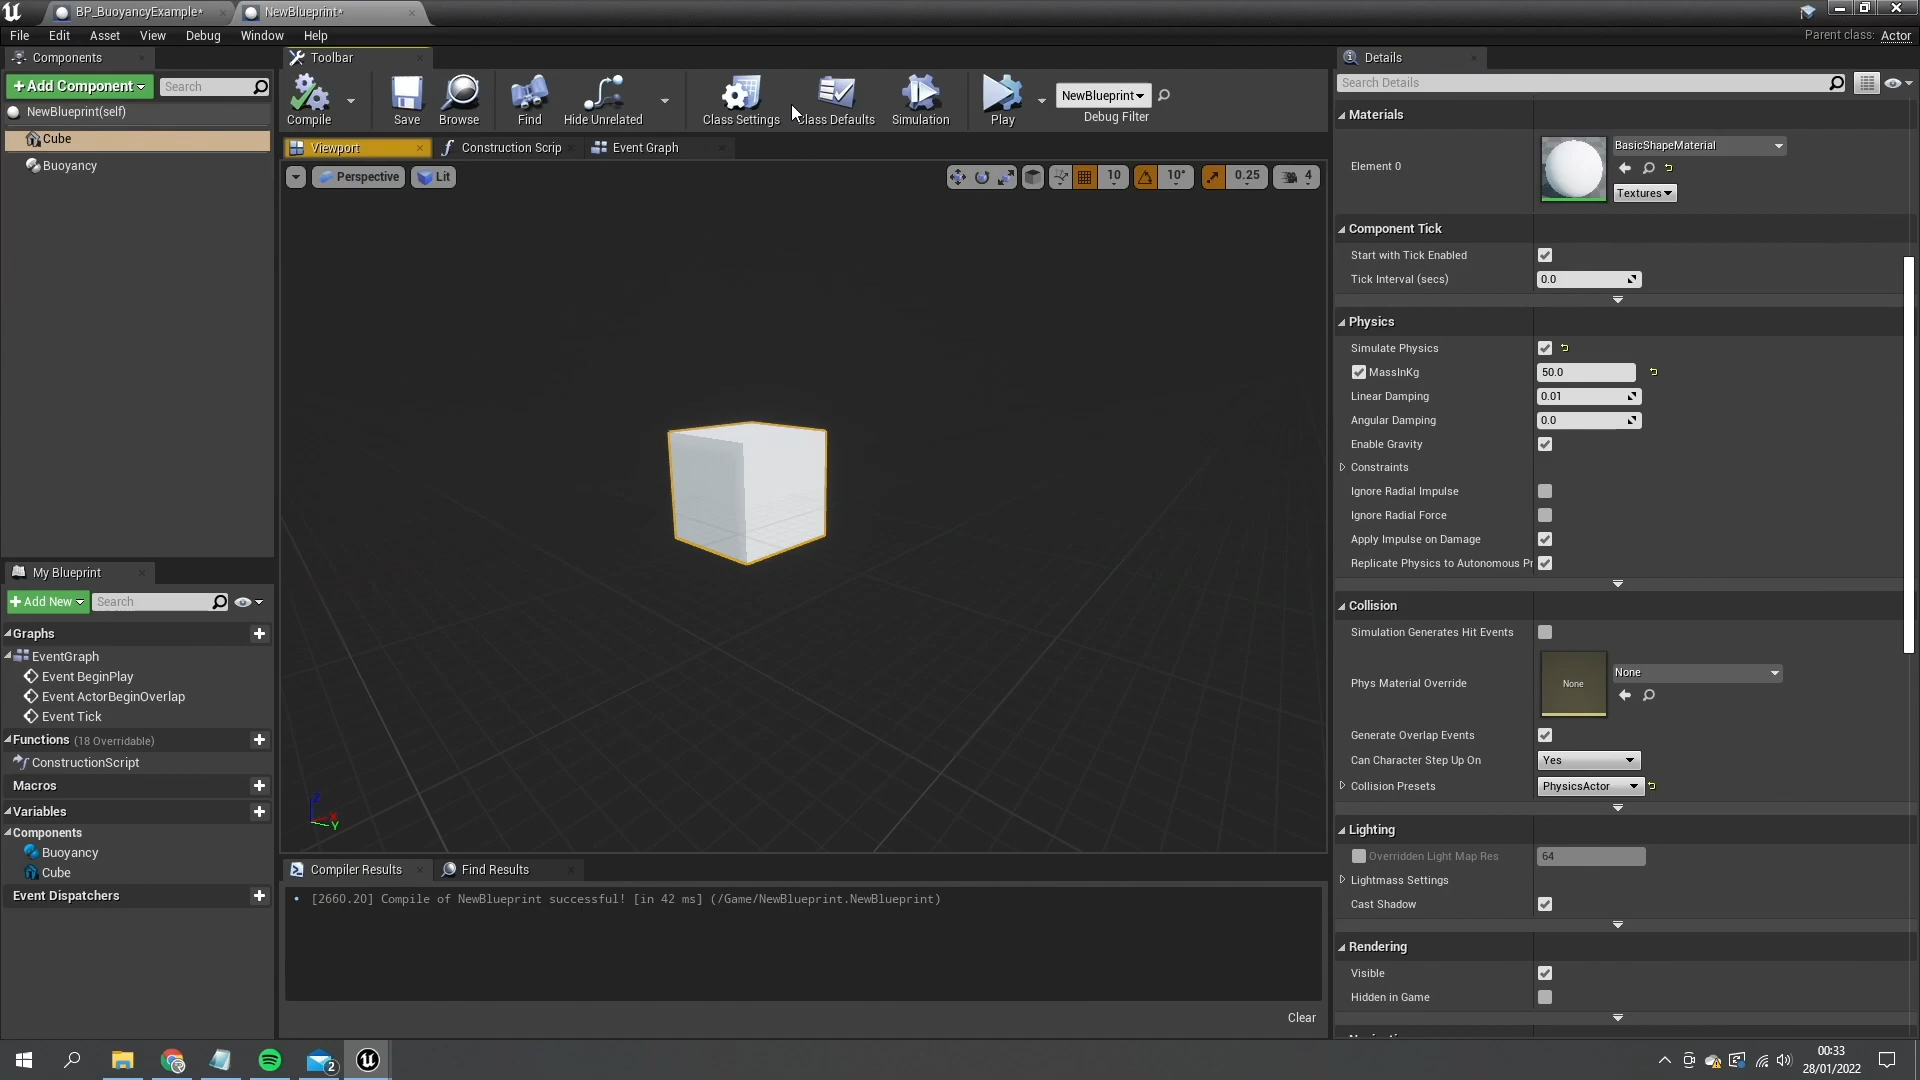 BP_BuoyancyExample*
NewBlueprint*
File Edit Asset View Debug Window Help
Parent class: Actor
Components
+ Add Component
Search
NewBlueprint(self)
Cube
Buoyancy
Toolbar
Compile
Save
Browse
Find
Hide Unrelated
Class Settings
Class Defaults
Simulation
Play
NewBlueprint
Debug Filter
Viewport
Construction Scrip
Event Graph
Perspective
Lit
10
10°
0.25
4
My Blueprint
+ Add New
Search
Graphs
EventGraph
Event BeginPlay
Event ActorBeginOverlap
Event Tick
Functions (18 Overridable)
ConstructionScript
Macros
Variables
Components
Buoyancy
Cube
Event Dispatchers
Compiler Results
Find Results
[2660.20] Compile of NewBlueprint successful! [in 42 ms] (/Game/NewBlueprint.NewBlueprint)
Clear
Details
Search Details
Materials
Element 0
BasicShapeMaterial
Textures
Component Tick
Start with Tick Enabled
Tick Interval (secs) 0.0
Physics
Simulate Physics
MassInKg 50.0
Linear Damping 0.01
Angular Damping 0.0
Enable Gravity
Constraints
Ignore Radial Impulse
Ignore Radial Force
Apply Impulse on Damage
Replicate Physics to Autonomous Pr
Collision
Simulation Generates Hit Events
Phys Material Override
None
None
Generate Overlap Events
Can Character Step Up On Yes
Collision Presets PhysicsActor
Lighting
Overridden Light Map Res 64
Lightmass Settings
Cast Shadow
Rendering
Visible
Hidden in Game
2
00:33
28/01/2022